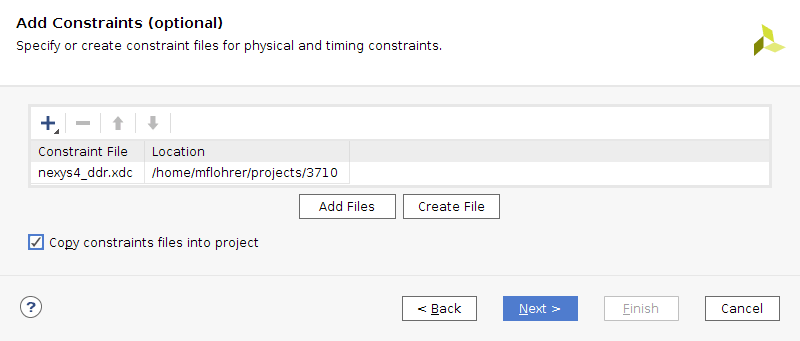 Add Constraints (optional)
Specify or create constraint files for physical and timing constraints.
Constraint File Location
nexys4_ddr.xdc /home/mflohrer/projects/3710
Add Files Create File
Copy constraints files into project
? < Back Next > Finish Cancel